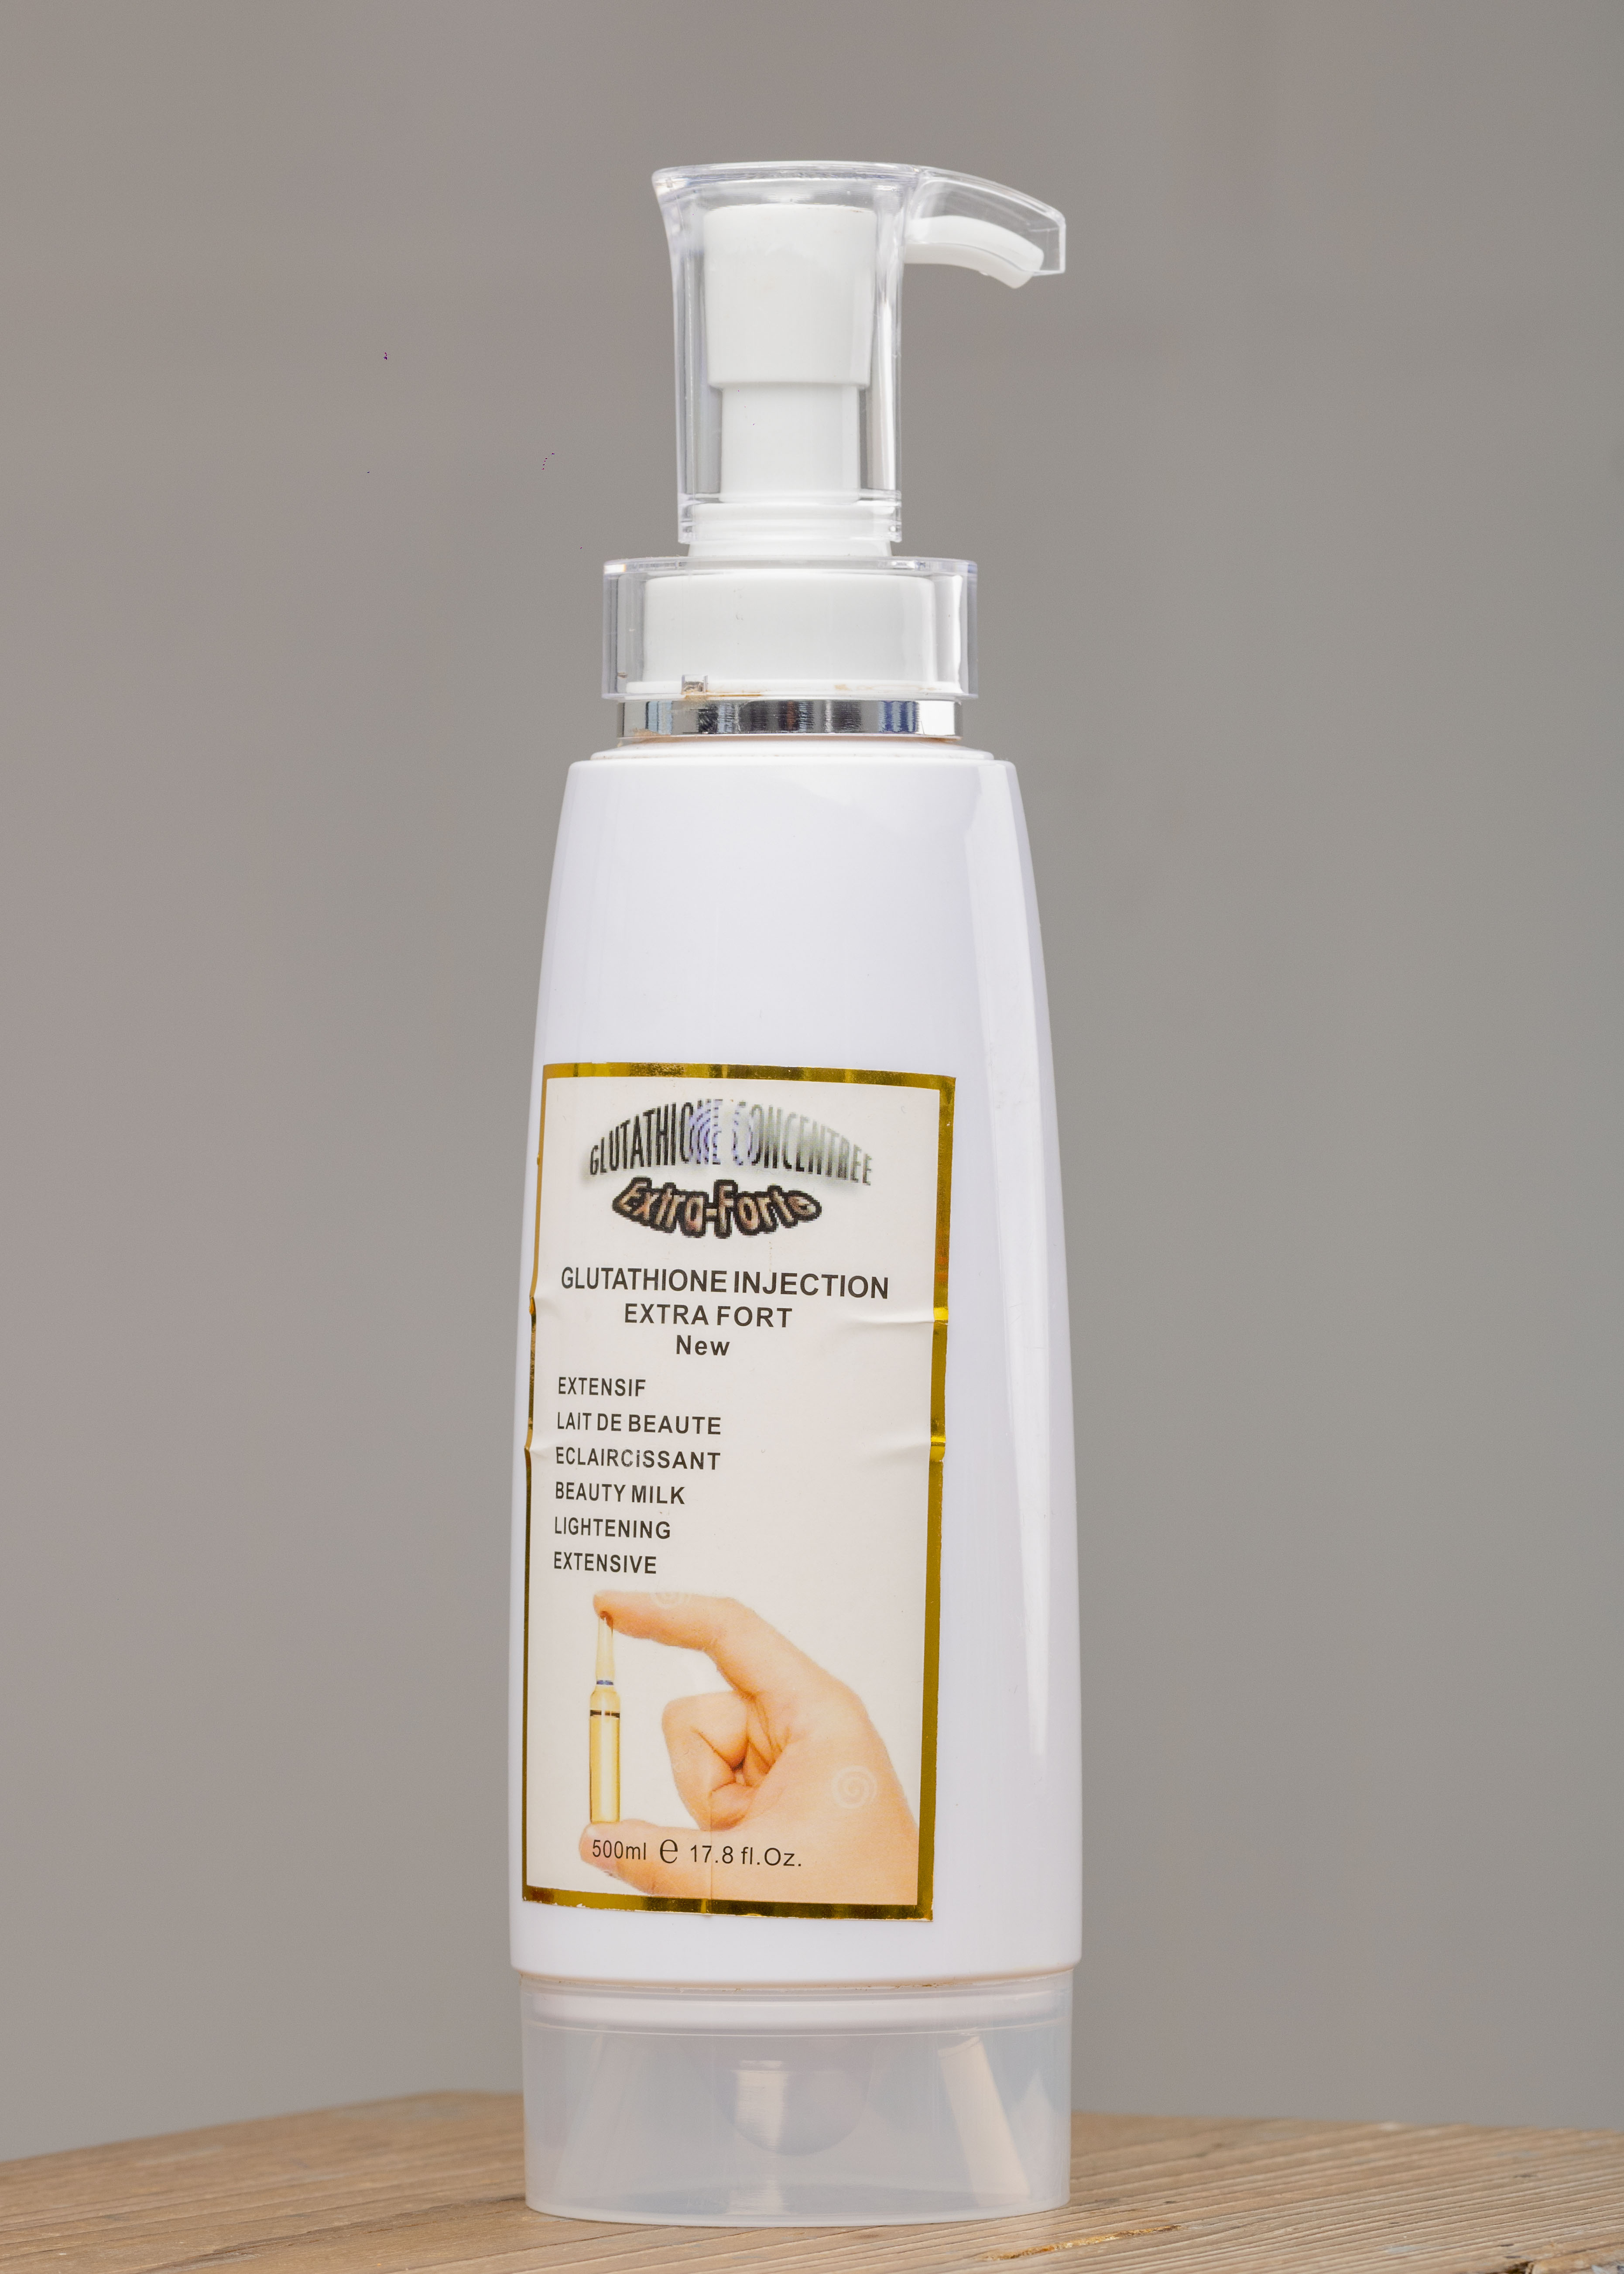 GLUTATHIONE CONCENTREE
Extra-Forte
GLUTATHIONE INJECTION
EXTRA FORT
New
EXTENSIF
LAIT DE BEAUTE
ECLAIRCiSSANT
BEAUTY MILK
LIGHTENING
EXTENSIVE
500ml ℮ 17.8 fl.Oz.